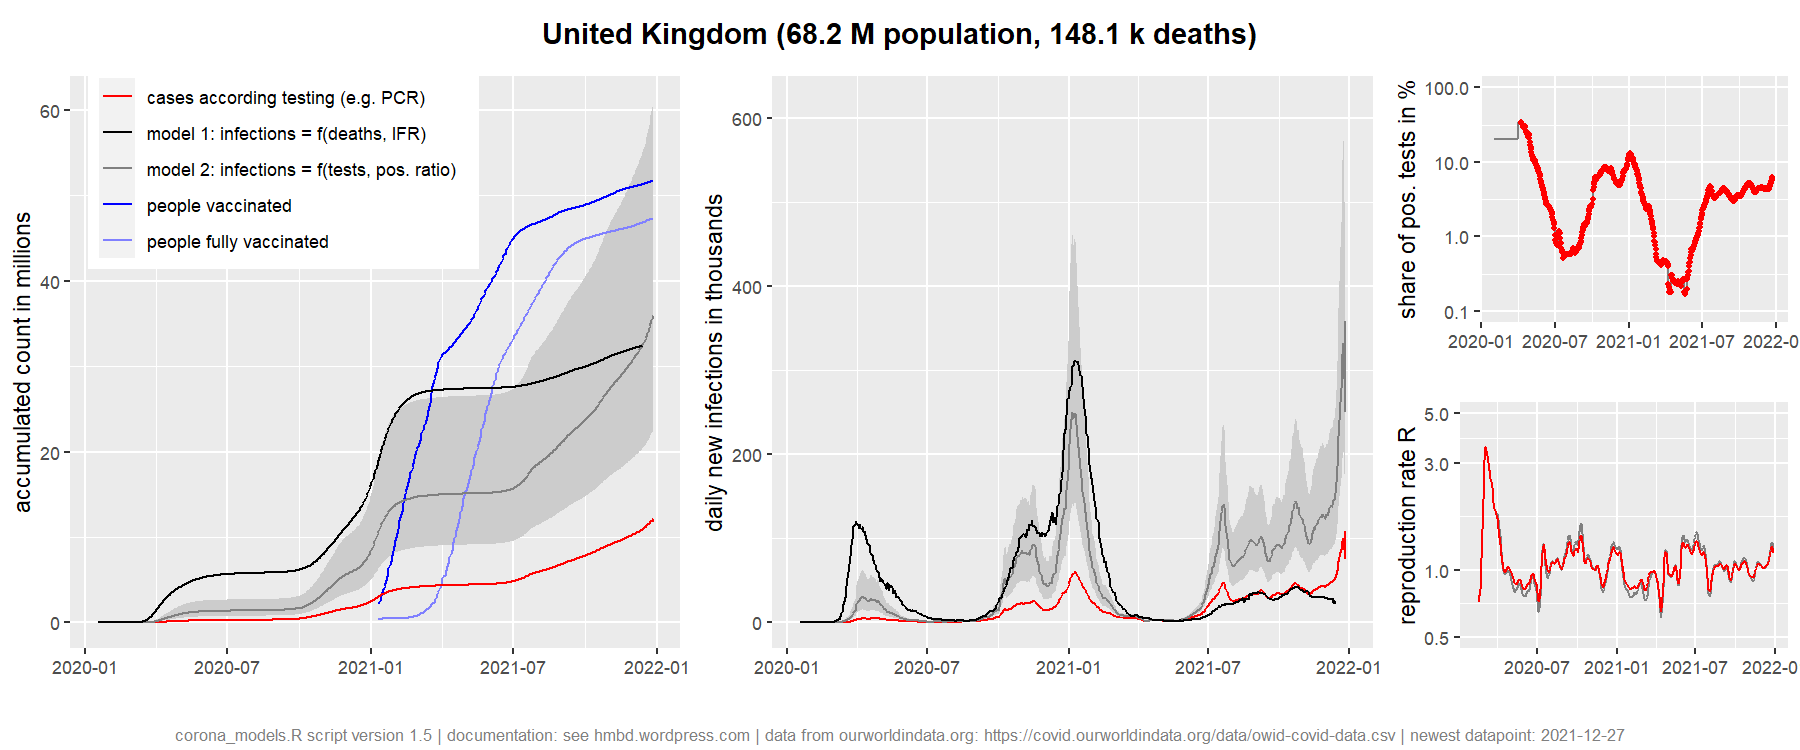 United Kingdom (68.2 M population, 148.1 k deaths)
accumulated count in millions
60
40
20
0
cases according testing (e.g. PCR)
model 1: infections = f(deaths, IFR)
model 2: infections = f(tests, pos. ratio)
people vaccinated
people fully vaccinated
2020-01 2020-07 2021-01 2021-07 2022-01
daily new infections in thousands
600
400
200
0
2020-01 2020-07 2021-01 2021-07 2022-01
share of pos. tests in %
100.0
10.0
1.0
0.1
2020-01 2020-07 2021-01 2021-07 2022-0
reproduction rate R
5.0
3.0
1.0
0.5
2020-07 2021-01 2021-07 2022-0
corona_models.R script version 1.5 | documentation: see hmbd.wordpress.com | data from ourworldindata.org: https://covid.ourworldindata.org/data/owid-covid-data.csv | newest datapoint: 2021-12-27